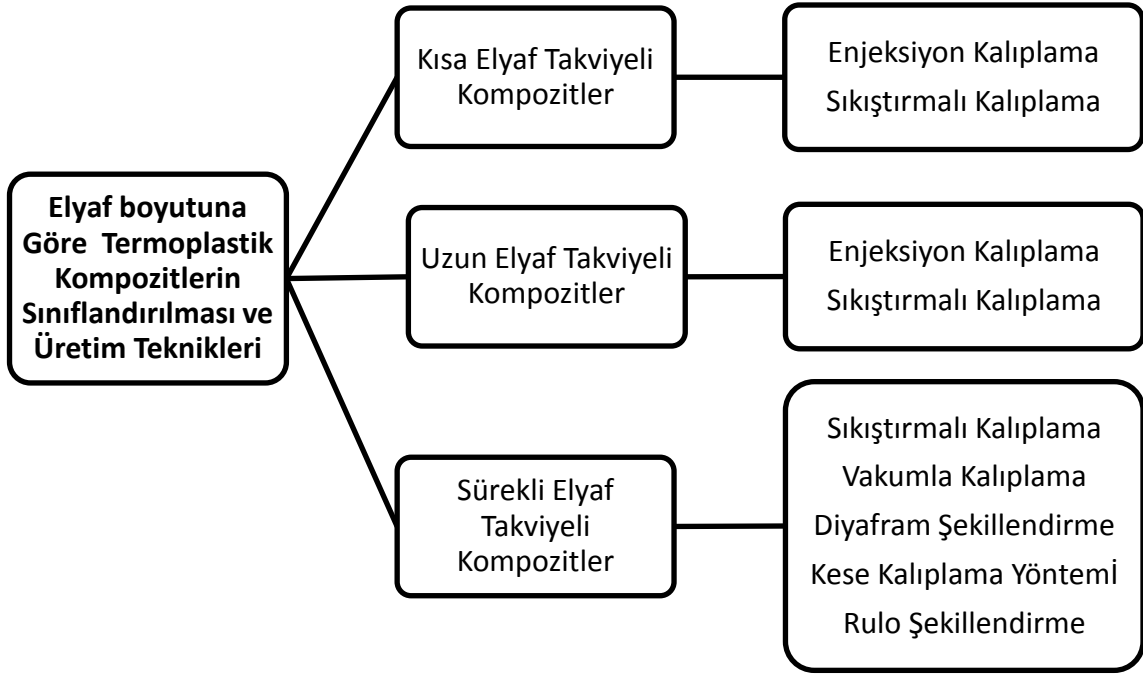 Elyaf boyutuna
Göre Termoplastik
Kompozitlerin
Sınıflandırılması ve
Üretim Teknikleri
Kısa Elyaf Takviyeli
Kompozitler
Enjeksiyon Kalıplama
Sıkıştırmalı Kalıplama
Uzun Elyaf Takviyeli
Kompozitler
Enjeksiyon Kalıplama
Sıkıştırmalı Kalıplama
Sürekli Elyaf
Takviyeli
Kompozitler
Sıkıştırmalı Kalıplama
Vakumla Kalıplama
Diyafram Şekillendirme
Kese Kalıplama Yöntemİ
Rulo Şekillendirme